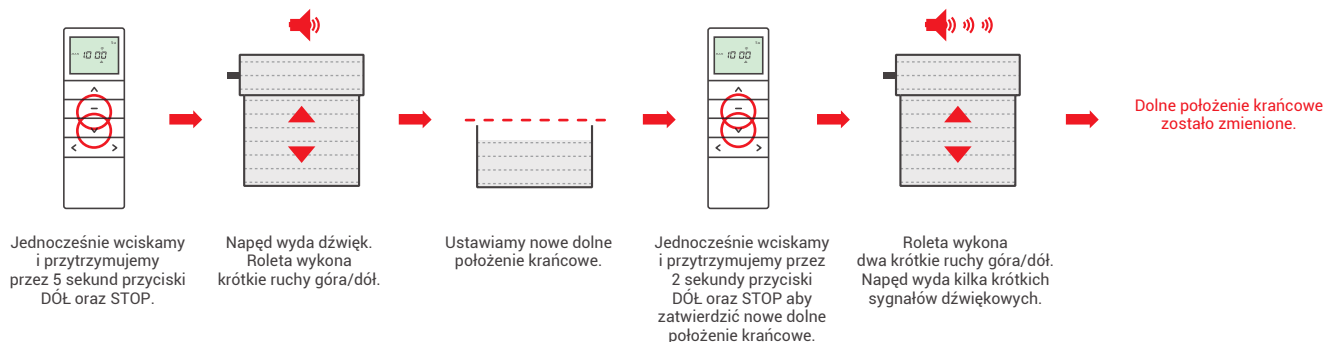 10:00
10:00
Dolne położenie krańcowe
zostało zmienione.
Jednocześnie wciskamy
i przytrzymujemy
przez 5 sekund przyciski
DÓŁ oraz STOP.
Napęd wyda dźwięk.
Roleta wykona
krótkie ruchy góra/dół.
Ustawiamy nowe dolne
położenie krańcowe.
Jednocześnie wciskamy
i przytrzymujemy przez
2 sekundy przyciski
DÓŁ oraz STOP aby
zatwierdzić nowe dolne
położenie krańcowe.
Roleta wykona
dwa krótkie ruchy góra/dół.
Napęd wyda kilka krótkich
sygnałów dźwiękowych.